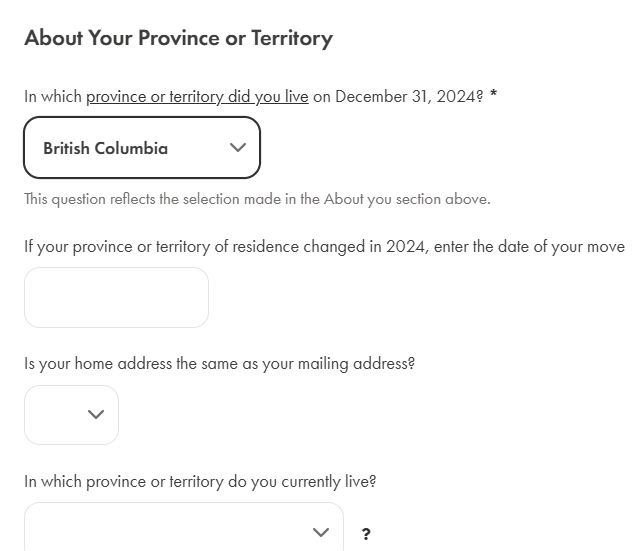 About Your Province or Territory
In which province or territory did you live on December 31, 2024? *
British Columbia
This question reflects the selection made in the About you section above.
If your province or territory of residence changed in 2024, enter the date of your move
Is your home address the same as your mailing address?
In which province or territory do you currently live?
?